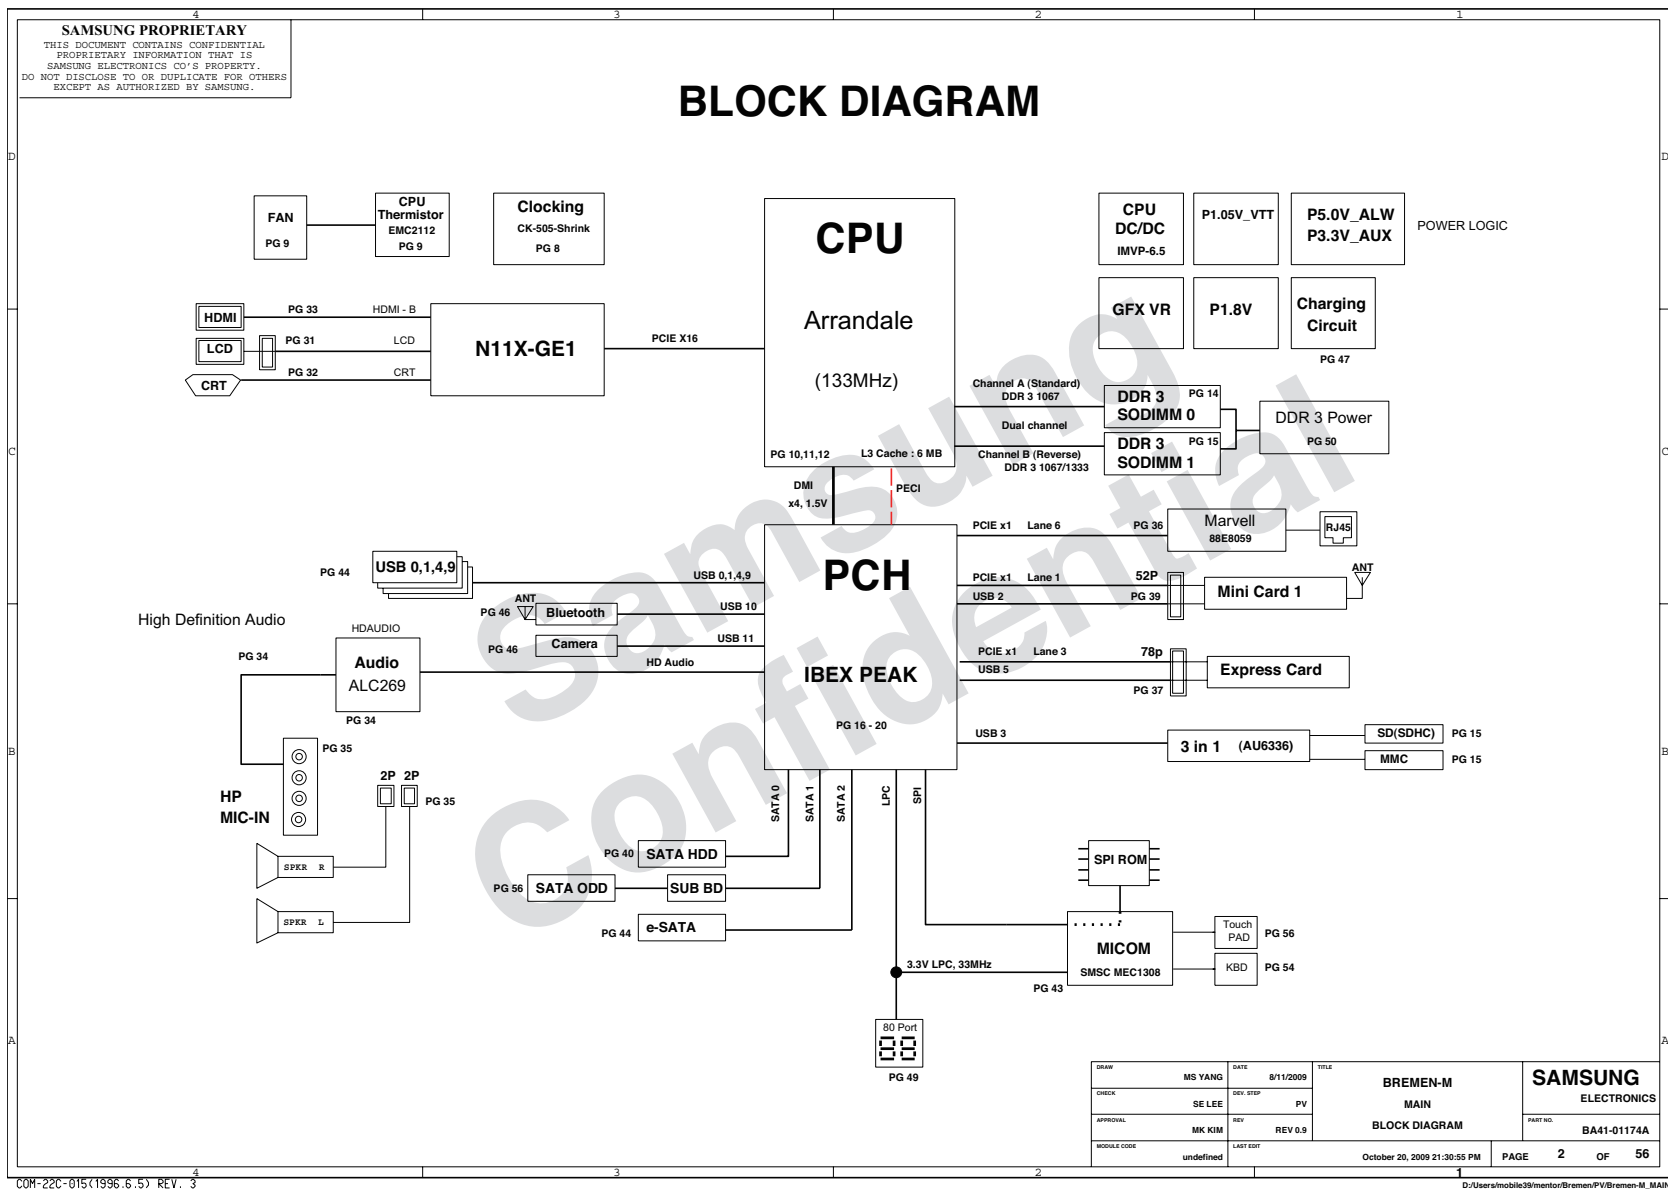 4 3 2 1
SAMSUNG PROPRIETARY
THIS DOCUMENT CONTAINS CONFIDENTIAL
PROPRIETARY INFORMATION THAT IS
SAMSUNG ELECTRONICS CO'S PROPERTY.
DO NOT DISCLOSE TO OR DUPLICATE FOR OTHERS
EXCEPT AS AUTHORIZED BY SAMSUNG.
BLOCK DIAGRAM
D D
FAN
PG 9
CPU
Thermistor
EMC2112
PG 9
Clocking
CK-505-Shrink
PG 8
CPU
Arrandale
(133MHz)
PG 10,11,12 L3 Cache : 6 MB
CPU
DC/DC
IMVP-6.5
P1.05V_VTT
P5.0V_ALW
P3.3V_AUX
POWER LOGIC
GFX VR
P1.8V
Charging
Circuit
PG 47
HDMI PG 33 HDMI - B
LCD PG 31 LCD
CRT PG 32 CRT
N11X-GE1
PCIE X16
Channel A (Standard)
DDR 3 1067
Dual channel
Channel B (Reverse)
DDR 3 1067/1333
DDR 3 PG 14
SODIMM 0
DDR 3 PG 15
SODIMM 1
DDR 3 Power
PG 50
C C
DMI
x4, 1.5V
PECI
PCH
IBEX PEAK
PG 16 - 20
PCIE x1 Lane 6 PG 36
Marvell
88E8059
RJ45
PCIE x1 Lane 1 52P
USB 2 PG 39
Mini Card 1
ANT
PCIE x1 Lane 3 78p
USB 5
PG 37
Express Card
USB 3
3 in 1 (AU6336)
SD(SDHC) PG 15
MMC PG 15
PG 44 USB 0,1,4,9 USB 0,1,4,9
ANT
PG 46 Bluetooth USB 10
PG 46 Camera USB 11
High Definition Audio
HDAUDIO
PG 34
Audio
ALC269
PG 34
HD Audio
B B
PG 35
HP
MIC-IN
2P 2P
PG 35
SPKR R
SPKR L
SATA 0
SATA 1
SATA 2
LPC
SPI
PG 40 SATA HDD
PG 56 SATA ODD SUB BD
PG 44 e-SATA
SPI ROM
MICOM
SMSC MEC1308
PG 43
3.3V LPC, 33MHz
Touch
PAD
PG 56
KBD PG 54
80 Port
88
PG 49
A A
Samsung
Confidential
DRAW MS YANG
CHECK SE LEE
APPROVAL MK KIM
MODULE CODE undefined
DATE 8/11/2009
DEV. STEP PV
REV REV 0.9
LAST EDIT October 20, 2009 21:30:55 PM
TITLE
BREMEN-M
MAIN
BLOCK DIAGRAM
SAMSUNG
ELECTRONICS
PART NO. BA41-01174A
PAGE 2 OF 56
4 3 2 1
COM-22C-015(1996.6.5) REV. 3
D:/Users/mobile39/mentor/Bremen/PV/Bremen-M_MAIN